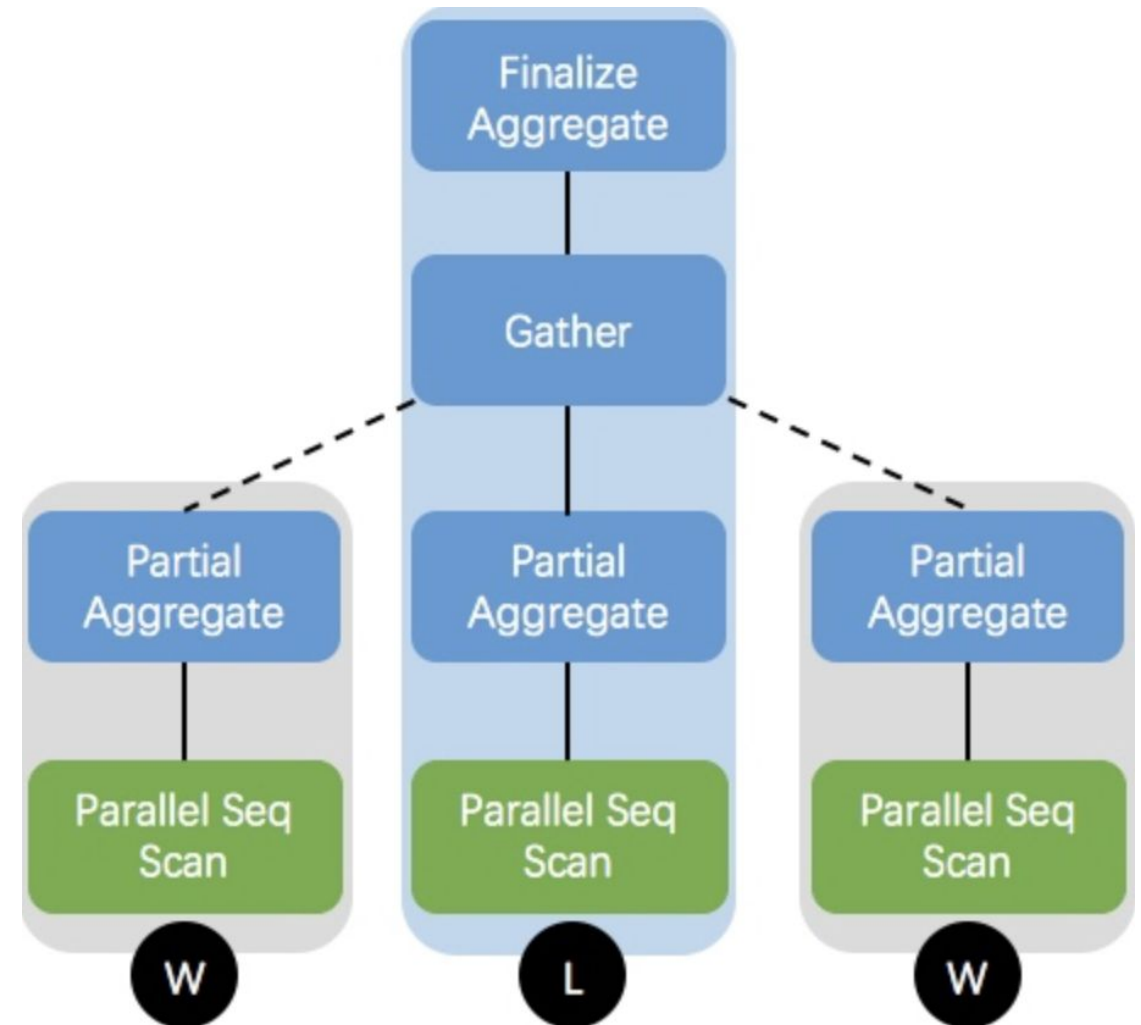 Finalize
Aggregate
Gather
Partial
Aggregate
Partial
Aggregate
Partial
Aggregate
Parallel Seq
Scan
Parallel Seq
Scan
Parallel Seq
Scan
W
L
W